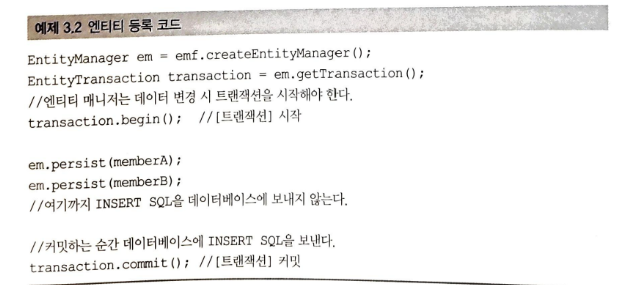 예제 3.2 엔티티 등록 코드
EntityManager em = emf.createEntityManager();
EntityTransaction transaction = em.getTransaction();
//엔티티 매니저는 데이터 변경 시 트랜잭션을 시작해야 한다.
transaction.begin(); //[트랜잭션] 시작
em.persist(memberA);
em.persist(memberB);
//여기까지 INSERT SQL을 데이터베이스에 보내지 않는다.
//커밋하는 순간 데이터베이스에 INSERT SQL을 보낸다.
transaction.commit(); //[트랜잭션] 커밋